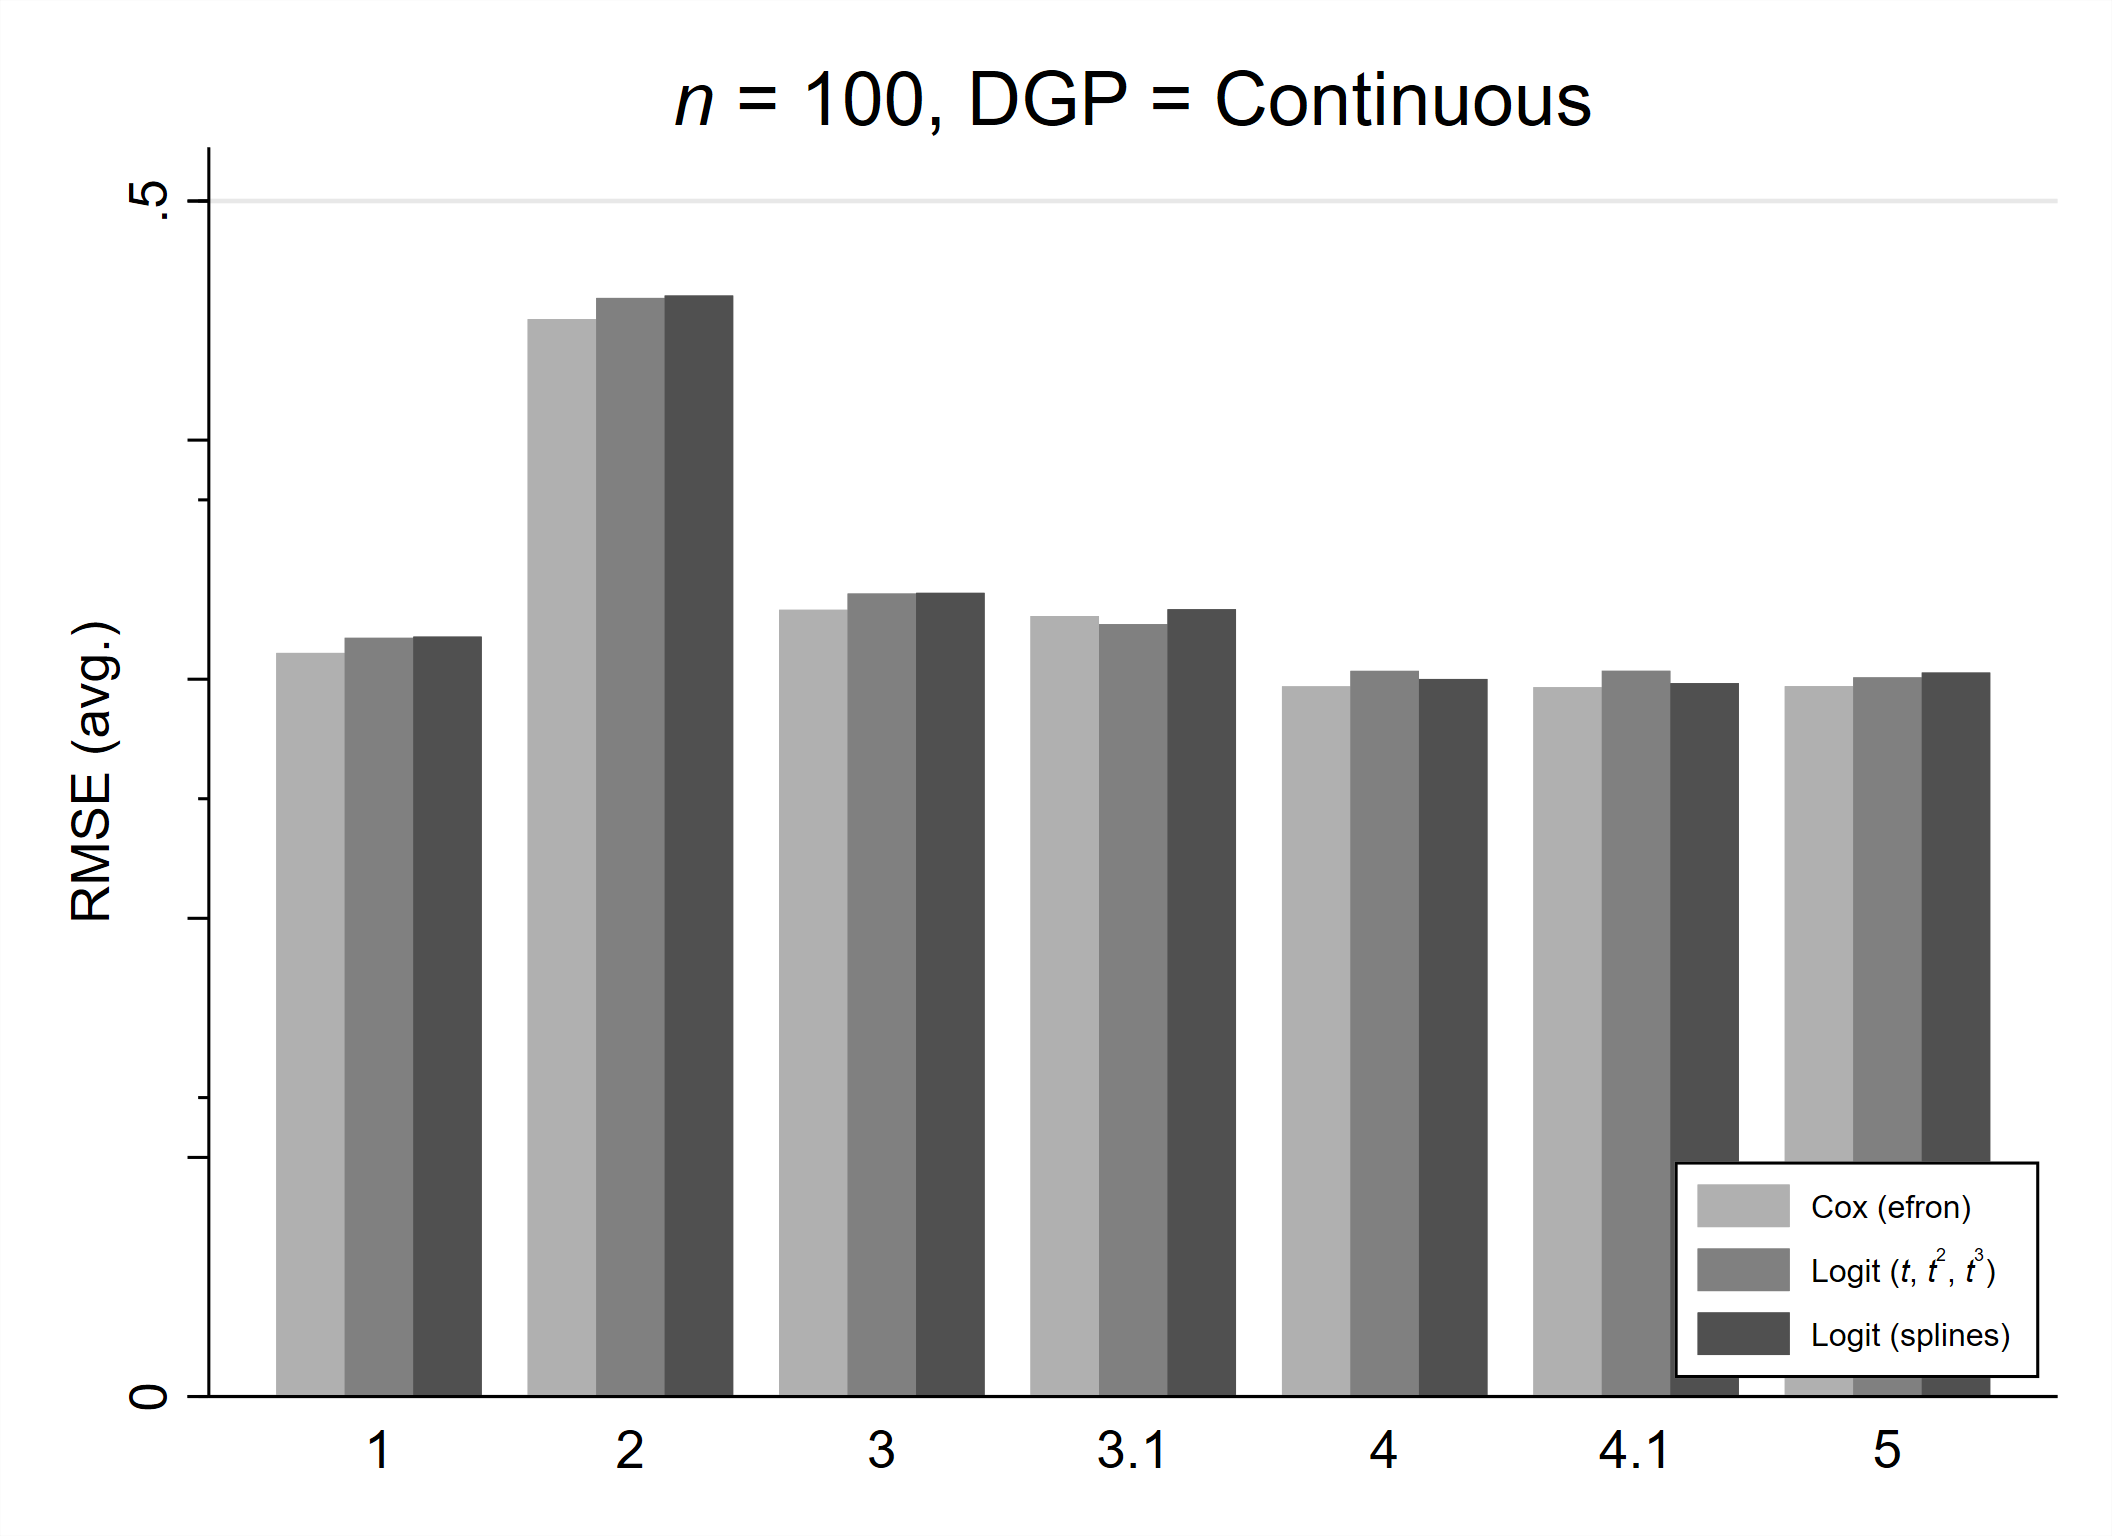 n = 100, DGP = Continuous
.5
RMSE (avg.)
0
1 2 3 3.1 4 4.1 5
Cox (efron)
Logit (t, t², t³)
Logit (splines)